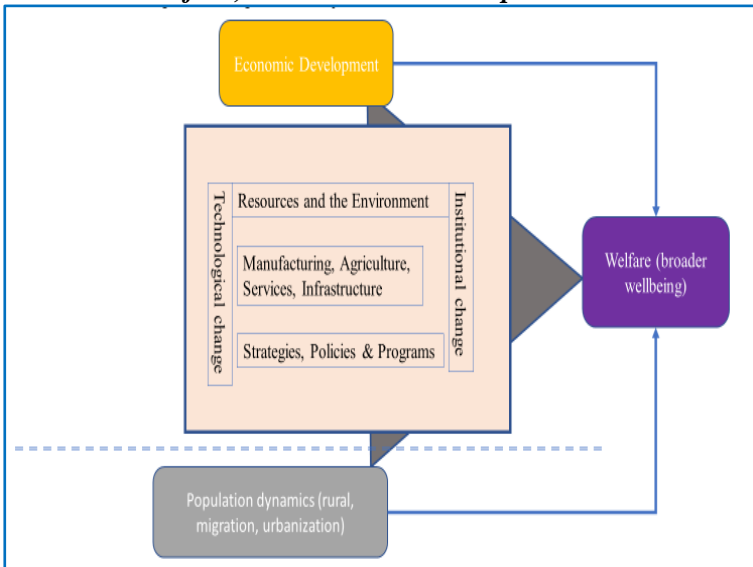 Economic Development
Technological change
Resources and the Environment
Institutional change
Manufacturing, Agriculture,
Services, Infrastructure
Strategies, Policies & Programs
Welfare (broader
wellbeing)
Population dynamics (rural,
migration, urbanization)